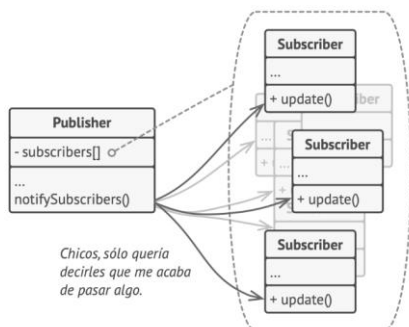 Publisher
- subscribers[]
...
notifySubscribers()
Chicos, sólo quería
decirles que me acaba
de pasar algo.
Subscriber
...
+ update()
Subscriber
...
+ update()
Subscriber
...
+ update()